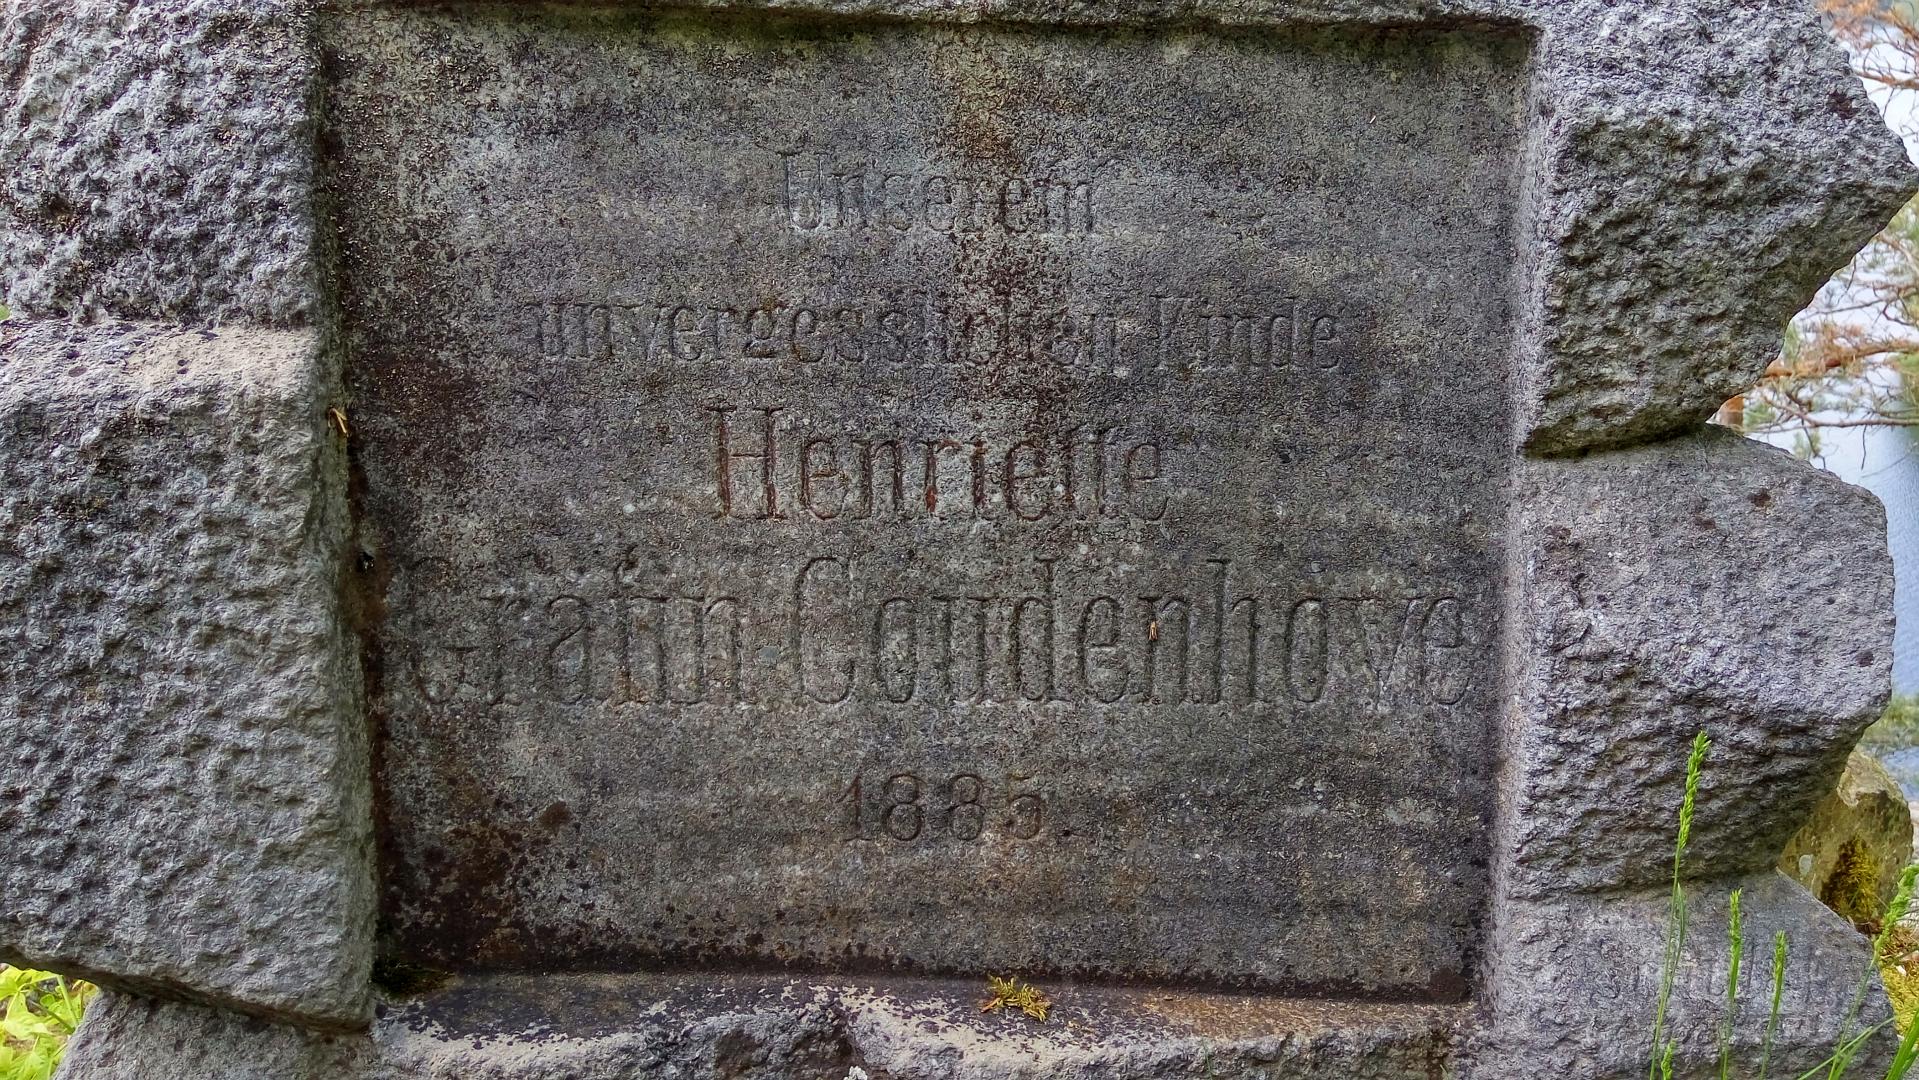 Unserem
unvergesslichen Kinde
Henriette
Gräfin Coudenhove
1885